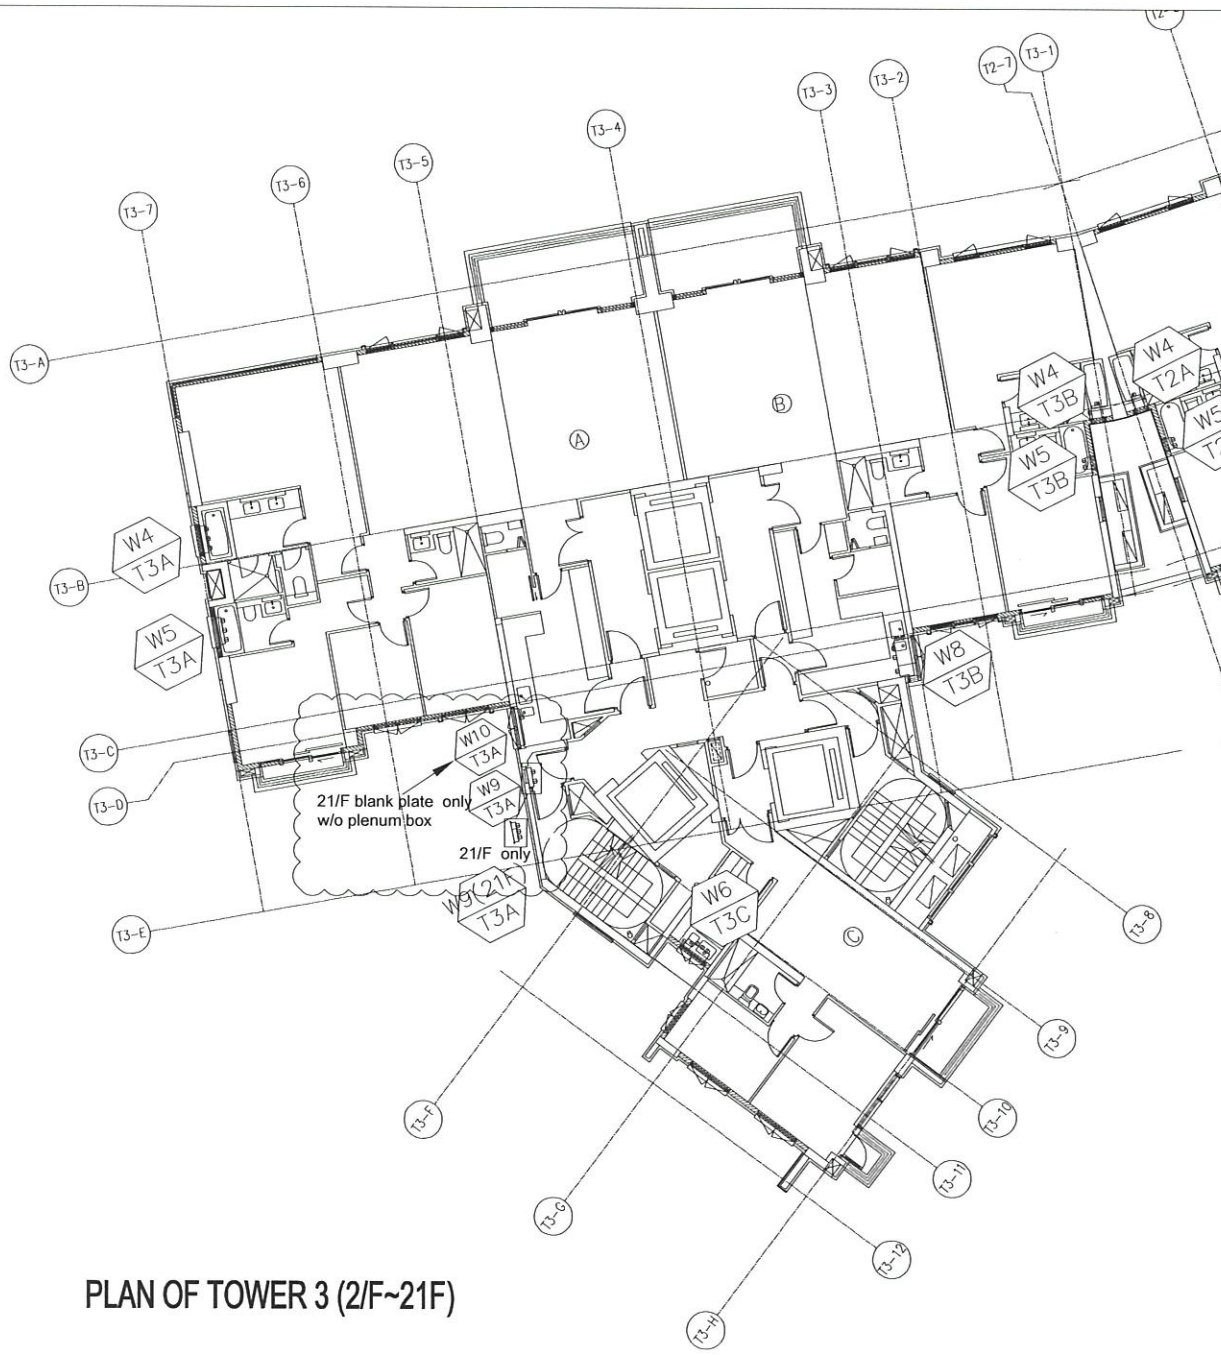 T3-1
T2-7
T3-2
T3-3
T3-4
T3-5
T3-6
T3-7
T3-A
W4
T2A
W4
T3B
B
W5
A
W5
T3B
W4
T3A
T3-B
W5
T3A
W8
T3B
W10
T3A
T3-C
W9
T3A
T3-D
21/F blank plate only
w/o plenum box
21/F only
W9(21F
T3A
W6
T3C
T3-E
C
T3-8
T3-9
T3-F
T3-10
T3-11
T3-G
T3-12
T3-H
PLAN OF TOWER 3 (2/F~21F)